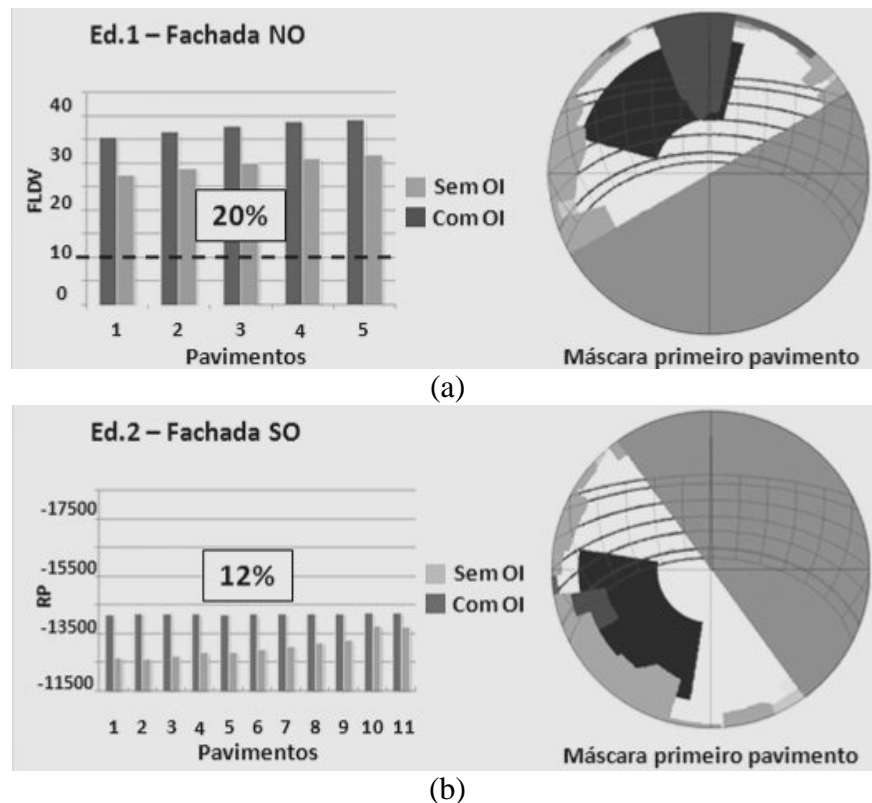 Ed.1 – Fachada NO
40
30
20%
10
0
FLDV
1 2 3 4 5
Pavimentos
Sem OI
Com OI
Máscara primeiro pavimento
(a)
Ed.2 – Fachada SO
-17500
-15500
-13500
-11500
12%
RP
1 2 3 4 5 6 7 8 9 10 11
Pavimentos
Sem OI
Com OI
Máscara primeiro pavimento
(b)